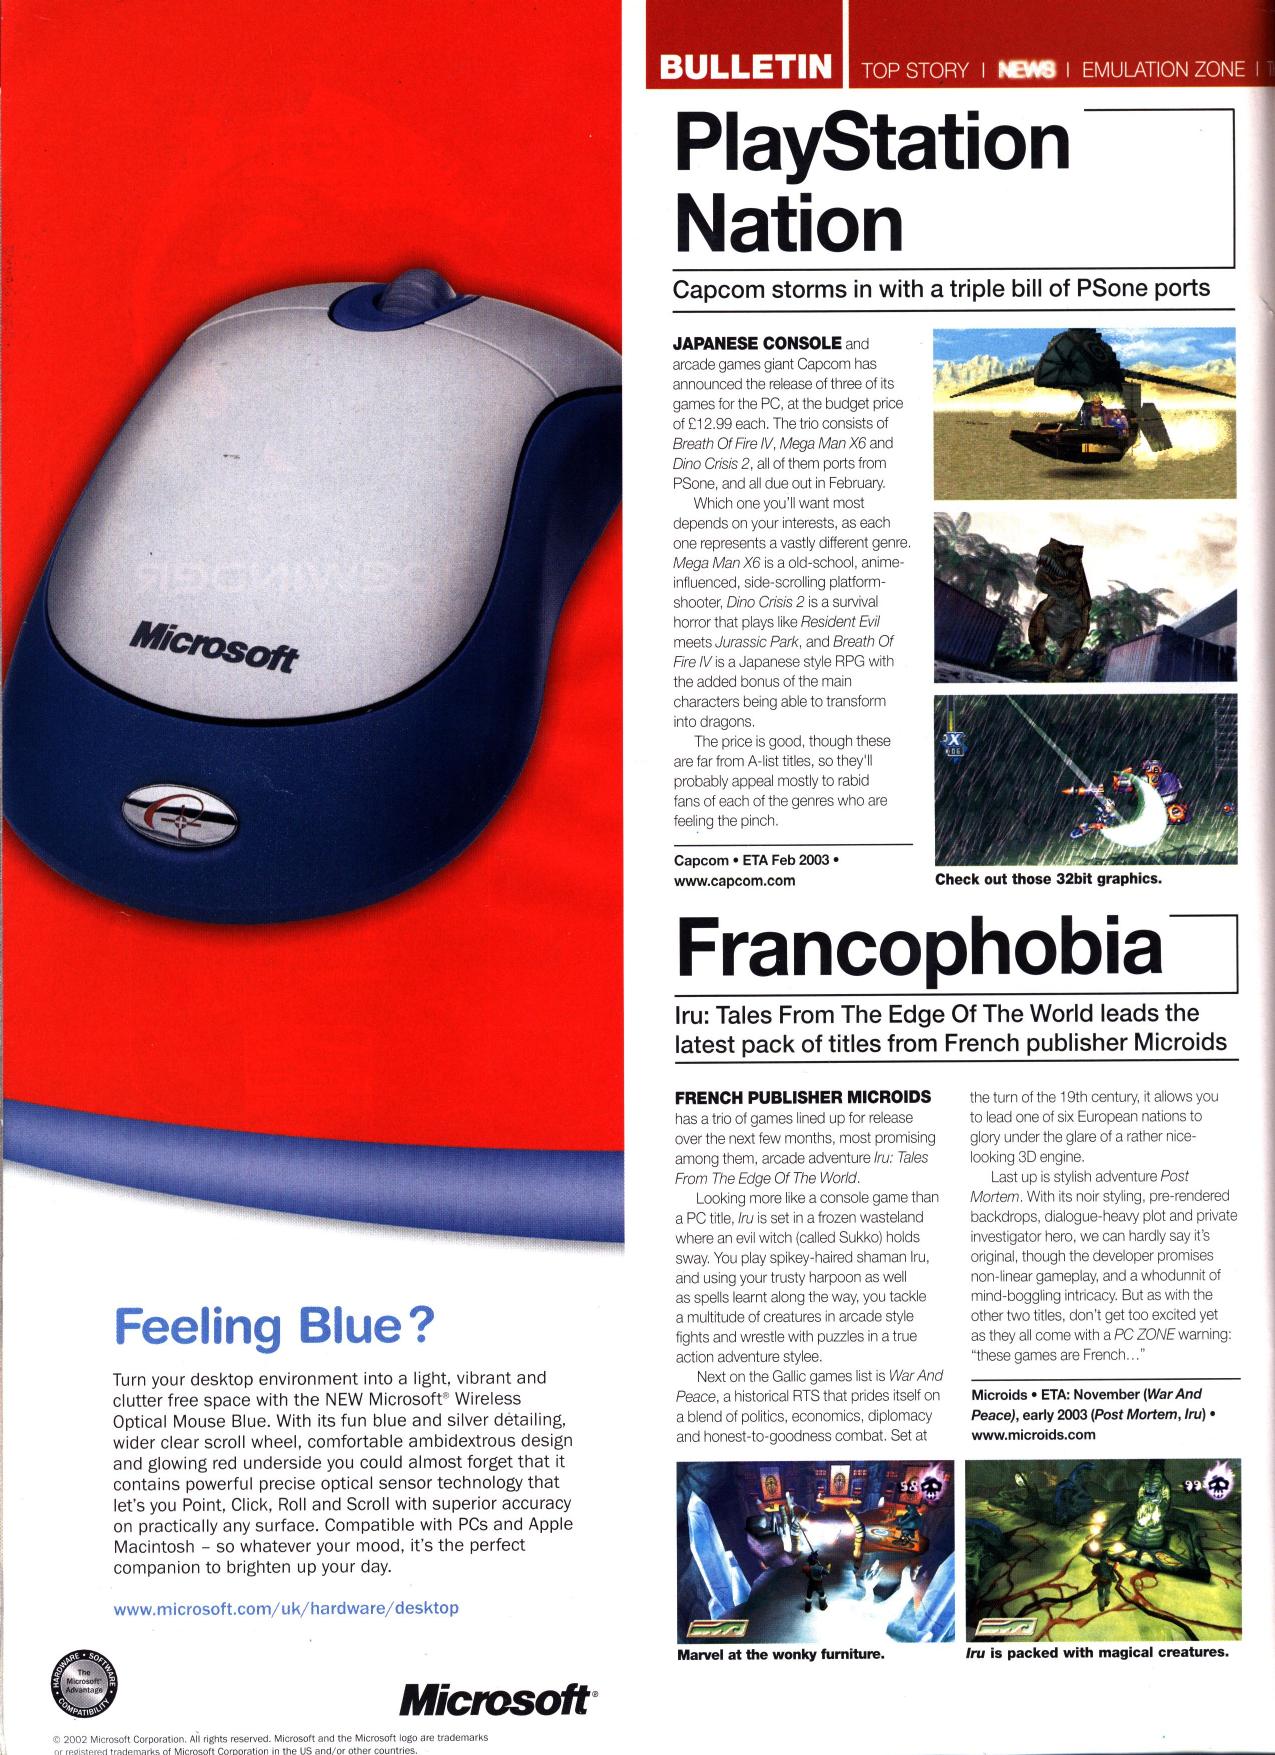 BULLETIN
TOP STORY | NEWS | EMULATION ZONE |
PlayStation
Nation
Capcom storms in with a triple bill of PSone ports
JAPANESE CONSOLE and
arcade games giant Capcom has
announced the release of three of its
games for the PC, at the budget price
of £12.99 each. The trio consists of
Breath Of Fire IV, Mega Man X6 and
Dino Crisis 2, all of them ports from
PSone, and all due out in February.
Which one you'll want most
depends on your interests, as each
one represents a vastly different genre.
Mega Man X6 is a old-school, anime-
influenced, side-scrolling platform-
shooter, Dino Crisis 2 is a survival
horror that plays like Resident Evil
meets Jurassic Park, and Breath Of
Fire IV is a Japanese style RPG with
the added bonus of the main
characters being able to transform
into dragons.
The price is good, though these
are far from A-list titles, so they'll
probably appeal mostly to rabid
fans of each of the genres who are
feeling the pinch.
Capcom • ETA Feb 2003 •
www.capcom.com
X
06
Check out those 32bit graphics.
Francophobia
Iru: Tales From The Edge Of The World leads the
latest pack of titles from French publisher Microids
FRENCH PUBLISHER MICROIDS
has a trio of games lined up for release
over the next few months, most promising
among them, arcade adventure Iru: Tales
From The Edge Of The World.
Looking more like a console game than
a PC title, Iru is set in a frozen wasteland
where an evil witch (called Sukko) holds
sway. You play spikey-haired shaman Iru,
and using your trusty harpoon as well
as spells learnt along the way, you tackle
a multitude of creatures in arcade style
fights and wrestle with puzzles in a true
action adventure stylee.
Next on the Gallic games list is War And
Peace, a historical RTS that prides itself on
a blend of politics, economics, diplomacy
and honest-to-goodness combat. Set at
the turn of the 19th century, it allows you
to lead one of six European nations to
glory under the glare of a rather nice-
looking 3D engine.
Last up is stylish adventure Post
Mortem. With its noir styling, pre-rendered
backdrops, dialogue-heavy plot and private
investigator hero, we can hardly say it's
original, though the developer promises
non-linear gameplay, and a whodunnit of
mind-boggling intricacy. But as with the
other two titles, don't get too excited yet
as they all come with a PC ZONE warning:
"these games are French..."
Microids • ETA: November (War And
Peace), early 2003 (Post Mortem, Iru) •
www.microids.com
98
99
Marvel at the wonky furniture.
Iru is packed with magical creatures.
Microsoft
Feeling Blue?
Turn your desktop environment into a light, vibrant and
clutter free space with the NEW Microsoft® Wireless
Optical Mouse Blue. With its fun blue and silver detailing,
wider clear scroll wheel, comfortable ambidextrous design
and glowing red underside you could almost forget that it
contains powerful precise optical sensor technology that
let's you Point, Click, Roll and Scroll with superior accuracy
on practically any surface. Compatible with PCs and Apple
Macintosh – so whatever your mood, it's the perfect
companion to brighten up your day.
www.microsoft.com/uk/hardware/desktop
HARDWARE • SOFTWARE
The
Microsoft
Advantage
COMPATIBILITY
Microsoft®
© 2002 Microsoft Corporation. All rights reserved. Microsoft and the Microsoft logo are trademarks
or registered trademarks of Microsoft Corporation in the US and/or other countries.